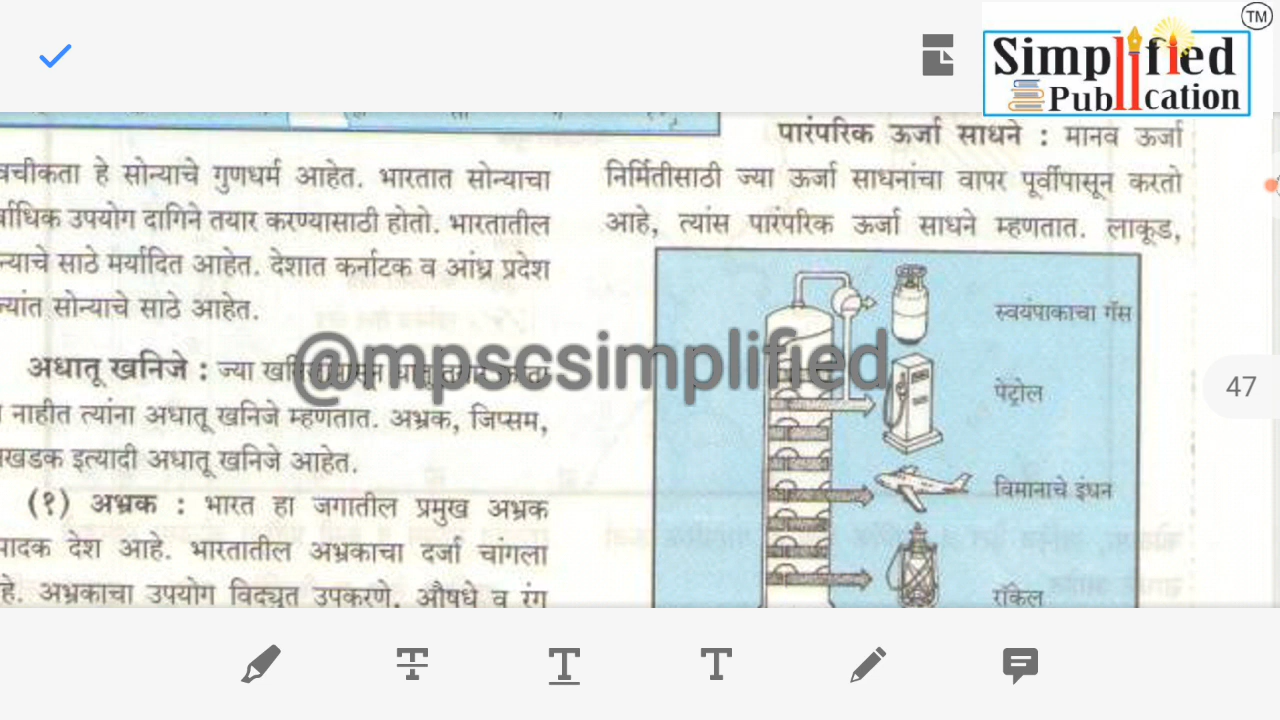 TM
Simplified
Publication
वचीकता हे सोन्याचे गुणधर्म आहेत. भारतात सोन्याचा
र्वाधिक उपयोग दागिने तयार करण्यासाठी होतो. भारतातील
न्याचे साठे मर्यादित आहेत. देशात कर्नाटक व आंध्र प्रदेश
ज्यांत सोन्याचे साठे आहेत.
अधातू खनिजे : ज्या
नाहीत त्यांना अधातू खनिजे म्हणतात. अभ्रक, जिप्सम,
खडक इत्यादी अधातू खनिजे आहेत.
(१) अभ्रक : भारत हा जगातील प्रमुख अभ्रक
पादक देश आहे. भारतातील अभ्रकाचा दर्जा चांगला
हे. अभ्रकाचा उपयोग विद्युत उपकरणे, औषधे व रंग
पारंपरिक ऊर्जा साधने : मानव ऊर्जा
निर्मितीसाठी ज्या ऊर्जा साधनांचा वापर पूर्वीपासून करतो
आहे, त्यांस पारंपरिक ऊर्जा साधने म्हणतात. लाकूड,
स्वयंपाकाचा गॅस
पेट्रोल
विमानाचे इंधन
रॉकेल
@mpscsimplified
47